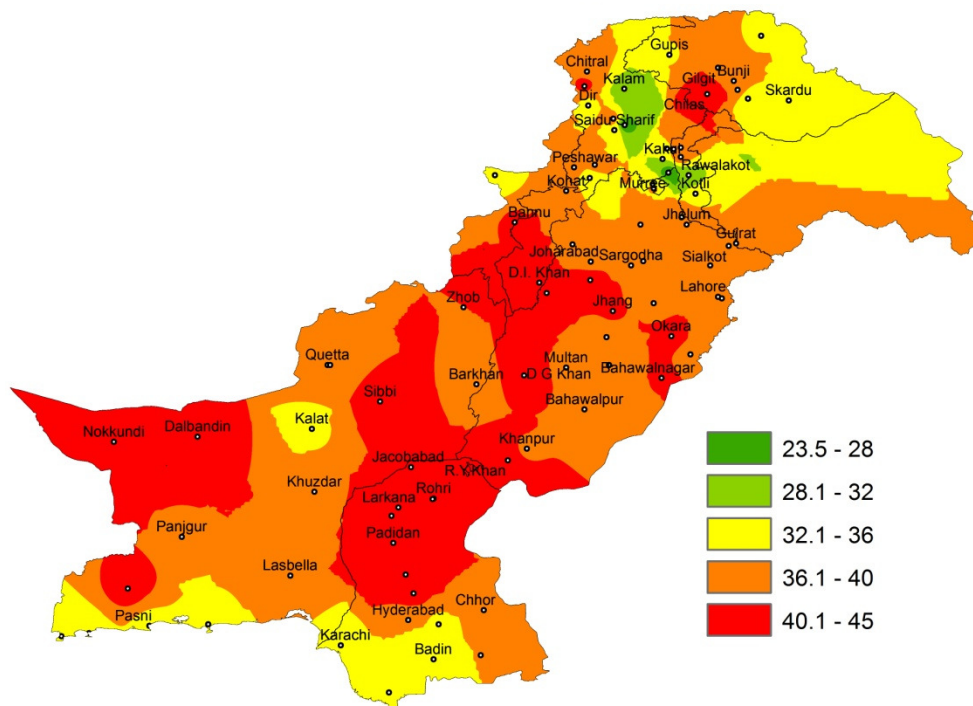 Gupis
Chitral
Kalam
Gilgit
Bunji
Dir
Chilas
Skardu
Saidu Sharif
Kakul
Peshawar
Rawalakot
Kohat
Murree
Kotli
Bannu
Jhalum
Gujrat
Joharabad
Sargodha
Sialkot
D.I. Khan
Zhob
Jhang
Lahore
Okara
Quetta
Multan
Barkhan
D G Khan
Bahawalnagar
Sibbi
Bahawalpur
Kalat
Nokkundi
Dalbandin
Khanpur
Jacobabad
R.Y.Khan
Khuzdar
Larkana
Rohri
Panjgur
Padidan
Lasbella
Pasni
Hyderabad
Chhor
Karachi
Badin
23.5 - 28
28.1 - 32
32.1 - 36
36.1 - 40
40.1 - 45